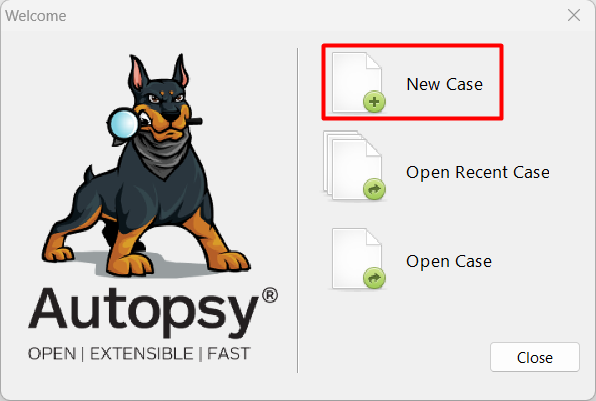 Welcome
New Case
Open Recent Case
Open Case
Autopsy®
OPEN | EXTENSIBLE | FAST
Close